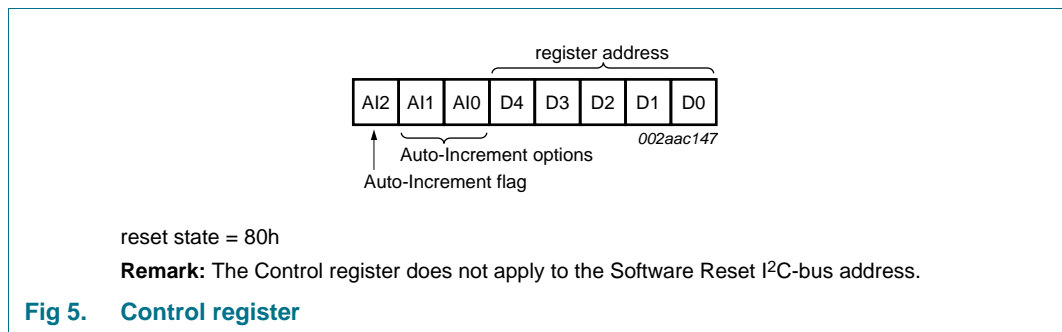 register address
AI2 AI1 AI0 D4 D3 D2 D1 D0
002aac147
Auto-Increment options
Auto-Increment flag
reset state = 80h
Remark: The Control register does not apply to the Software Reset I²C-bus address.
Fig 5. Control register